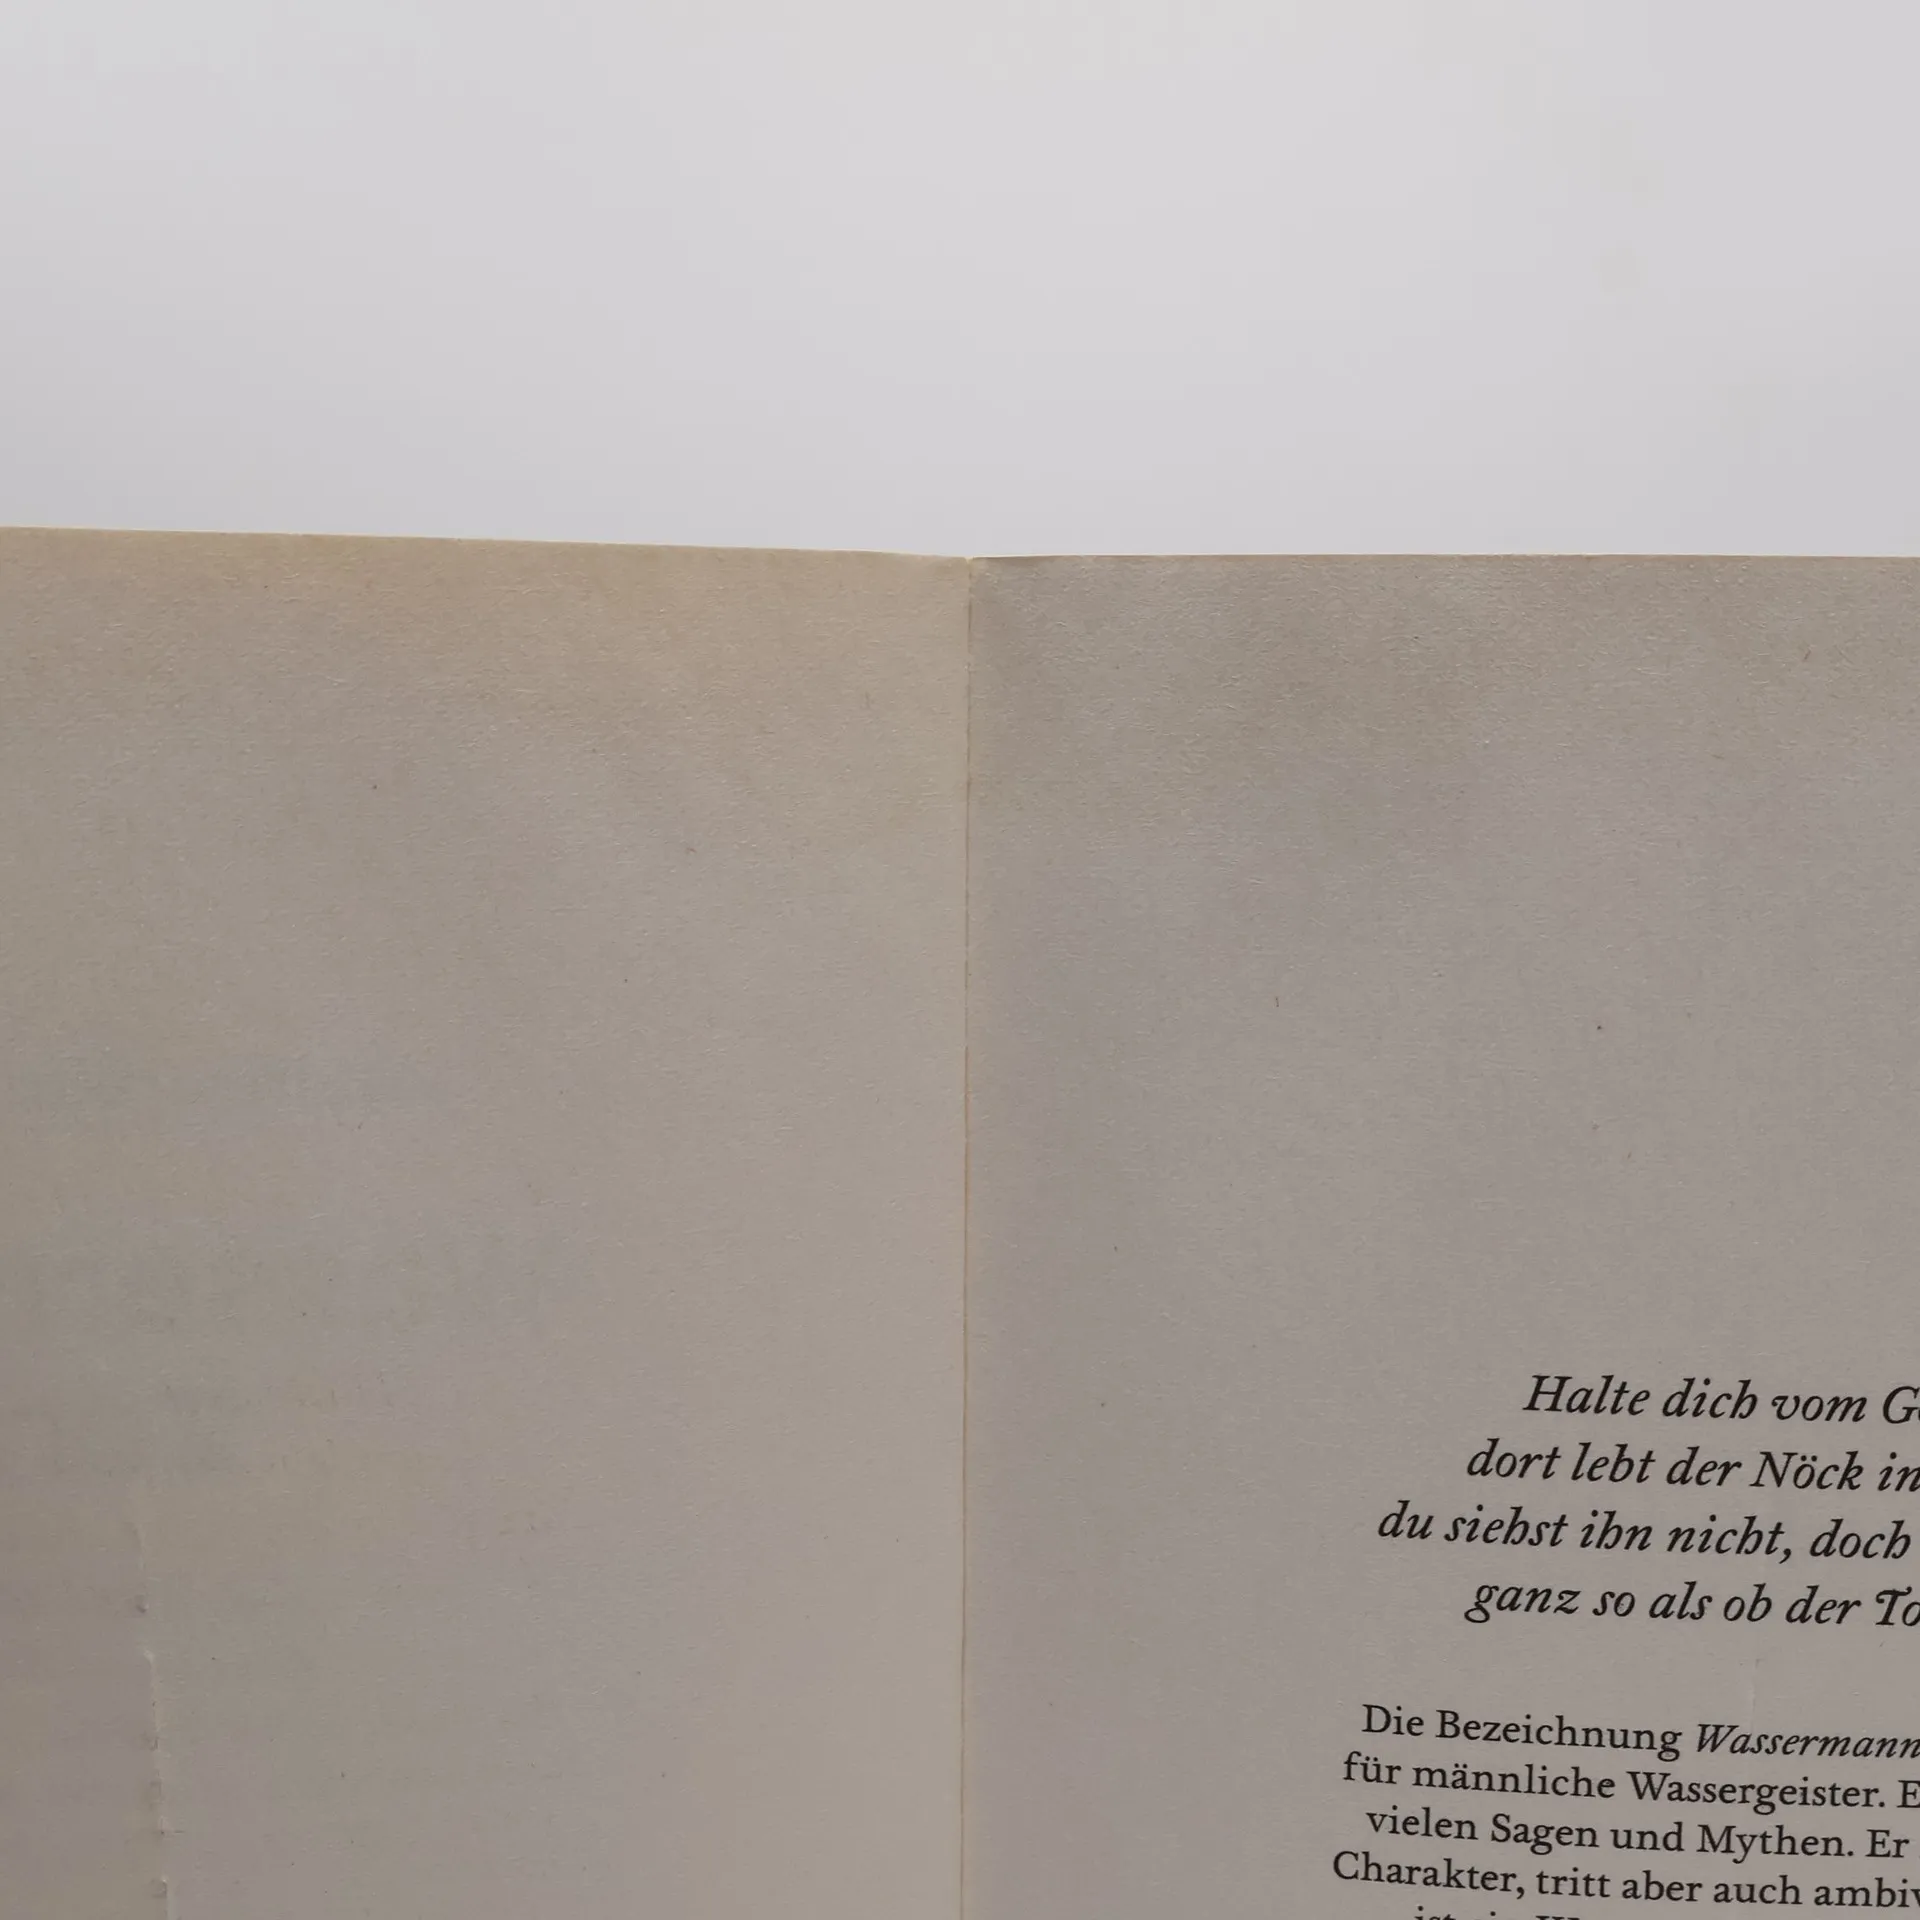 Halte dich vom
dort lebt der Nöck in
du siehst ihn nicht, doch
ganz so als ob der
Die Bezeichnung Wassermann
für männliche Wassergeister.
vielen Sagen und Mythen. Er
Charakter, tritt aber auch